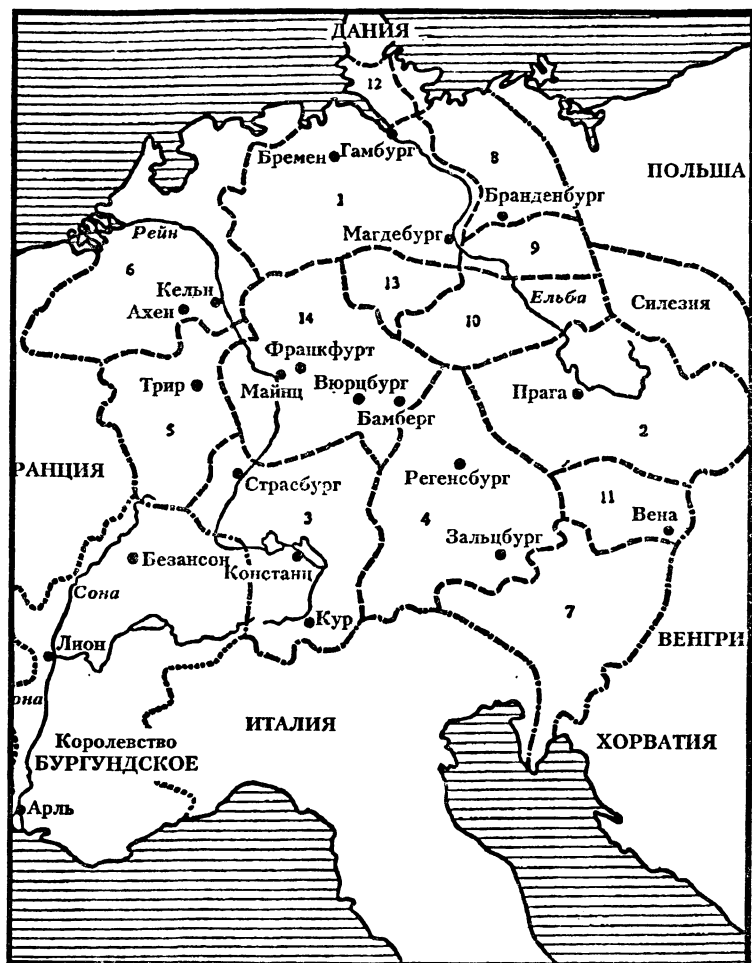 ДАНИЯ
12
Бремен
Гамбург
8
ПОЛЬША
1
Бранденбург
Рейн
Магдебург
9
6
13
Кельн
Ельба
Силезия
Ахен
14
10
Франкфурт
Трир
Майнц
Вюрцбург
Прага
Бамберг
5
2
РАНЦИЯ
Страсбург
Регенсбург
11
3
4
Вена
Зальцбург
Безансон
Констанц
Сона
7
Кур
ВЕНГРИ
Лион
она
ИТАЛИЯ
Королевство
БУРГУНДСКОЕ
ХОРВАТИЯ
Арль